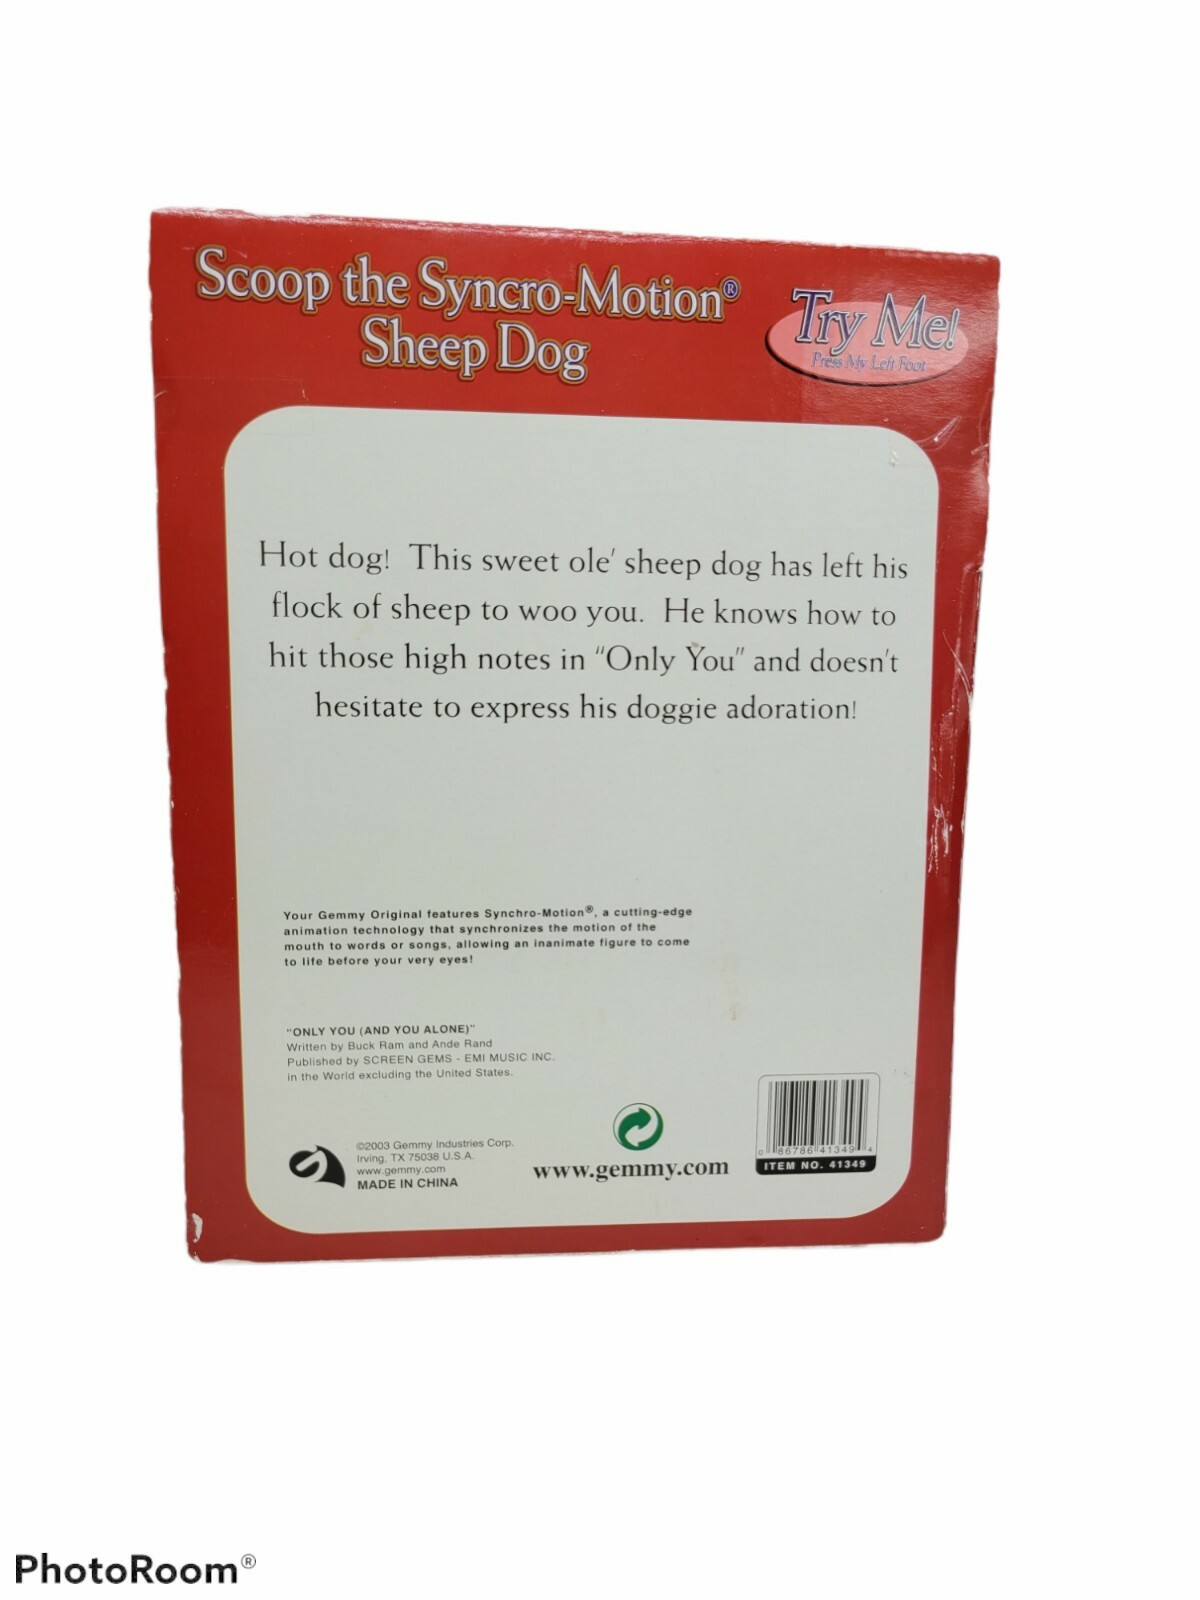 Scoop the Syncro-Motion®
Sheep Dog
Try Me!
Press My Left Foot
Hot dog! This sweet ole' sheep dog has left his
flock of sheep to woo you. He knows how to
hit those high notes in "Only You" and doesn't
hesitate to express his doggie adoration!
Your Gemmy Original features Synchro-Motion®, a cutting-edge
animation technology that synchronizes the motion of the
mouth to words or songs, allowing an inanimate figure to come
to life before your very eyes!
"ONLY YOU (AND YOU ALONE)"
Written by Buck Ram and Ande Rand
Published by SCREEN GEMS - EMI MUSIC INC.
in the World excluding the United States.
©2003 Gemmy Industries Corp.
Irving, TX 75038 U.S.A.
www.gemmy.com
MADE IN CHINA
www.gemmy.com
0 86786 41349 4
ITEM NO. 41349
PhotoRoom®